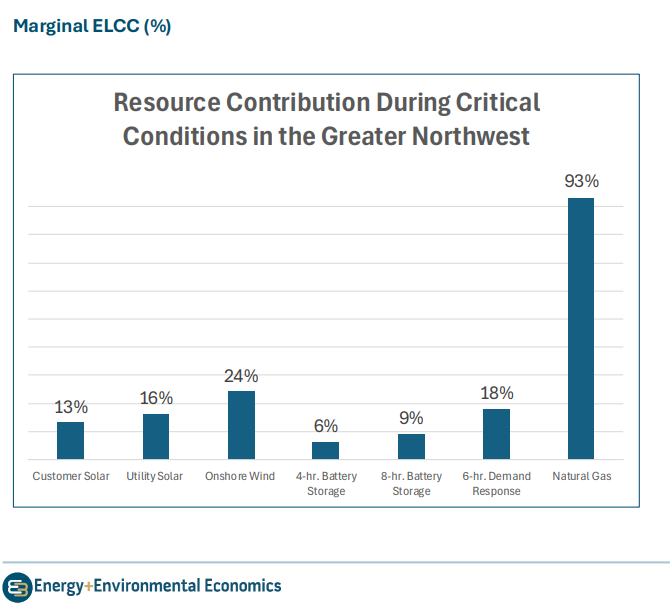 Marginal ELCC (%)
Resource Contribution During Critical
Conditions in the Greater Northwest
93%
24%
18%
16%
13%
9%
6%
Customer Solar
Utility Solar
Onshore Wind
4-hr. Battery
Storage
8-hr. Battery
Storage
6-hr. Demand
Response
Natural Gas
Energy+Environmental Economics